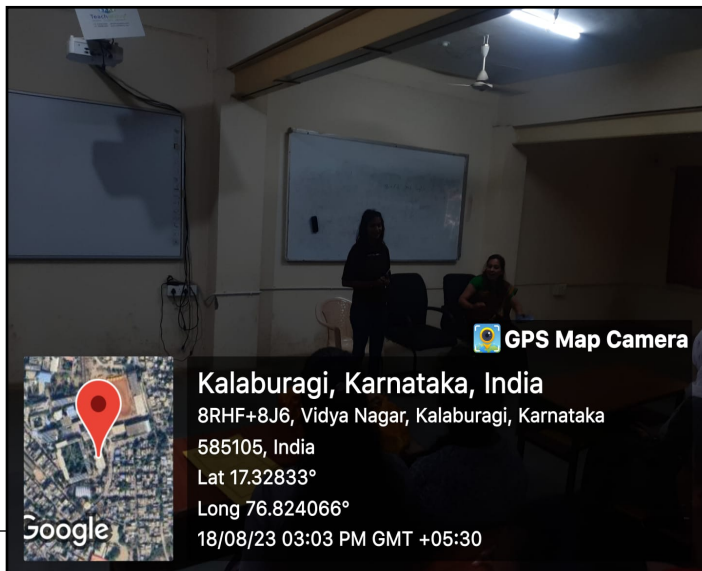 GPS Map Camera
Kalaburagi, Karnataka, India
8RHF+8J6, Vidya Nagar, Kalaburagi, Karnataka
585105, India
Lat 17.32833°
Long 76.824066°
18/08/23 03:03 PM GMT +05:30
Google